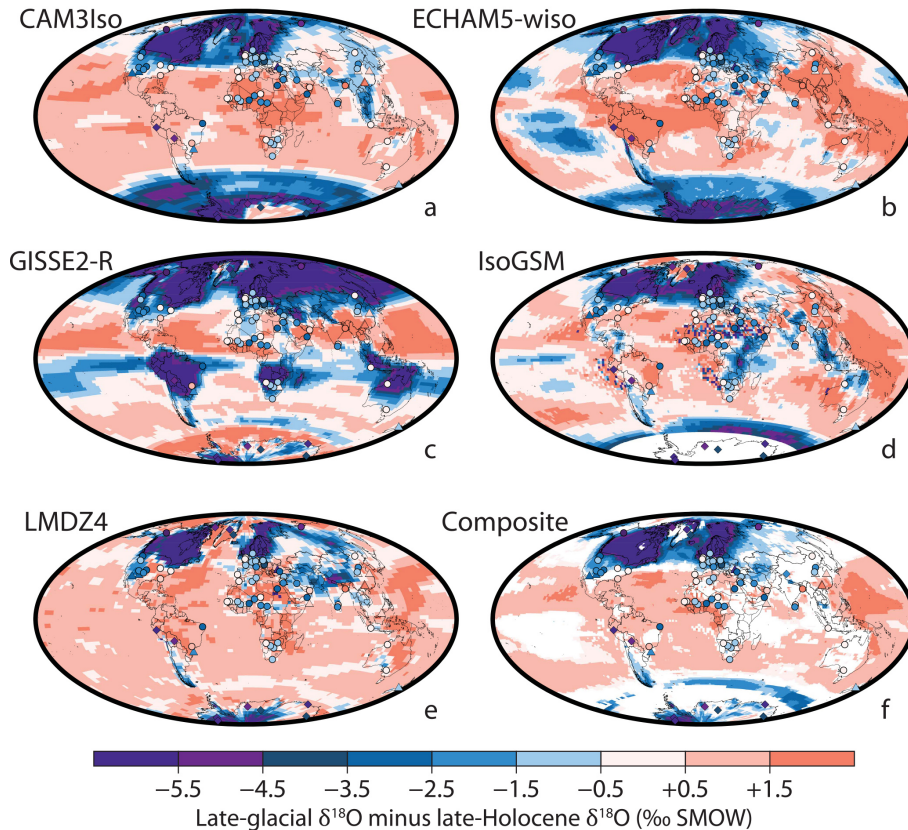 CAM3Iso
ECHAM5-wiso
a
b
GISSE2-R
IsoGSM
c
d
LMDZ4
Composite
e
f
−5.5 −4.5 −3.5 −2.5 −1.5 −0.5 +0.5 +1.5
Late-glacial δ¹⁸O minus late-Holocene δ¹⁸O (‰ SMOW)